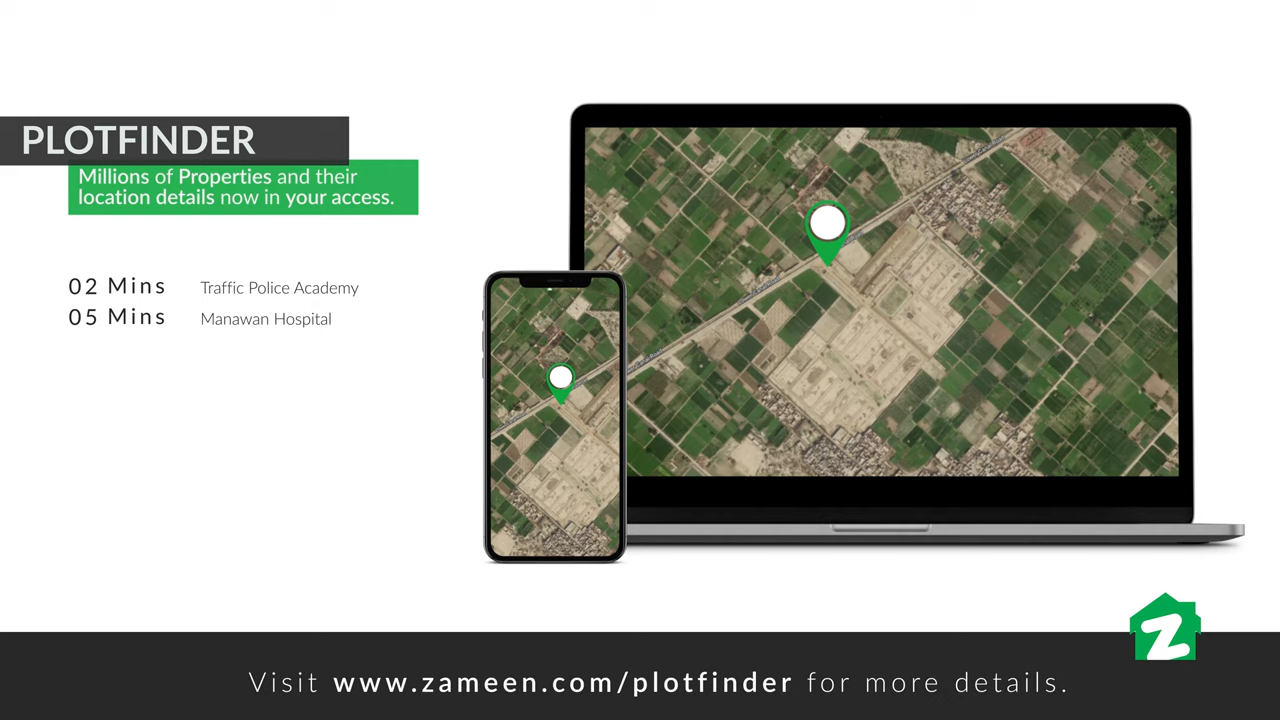 PLOTFINDER
Millions of Properties and their
location details now in your access.
02 Mins Traffic Police Academy
05 Mins Manawan Hospital
Z
Visit www.zameen.com/plotfinder for more details.